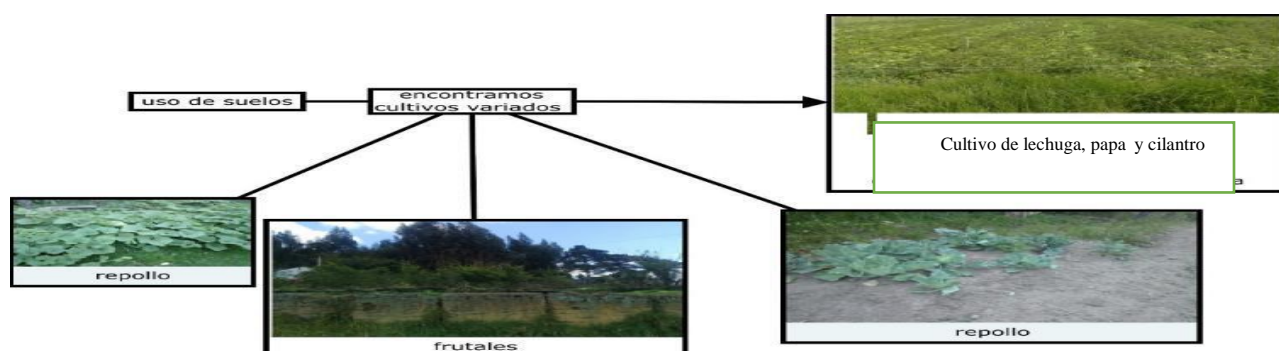 uso de suelos
encontramos
cultivos variados
Cultivo de lechuga, papa y cilantro
repollo
frutales
repollo